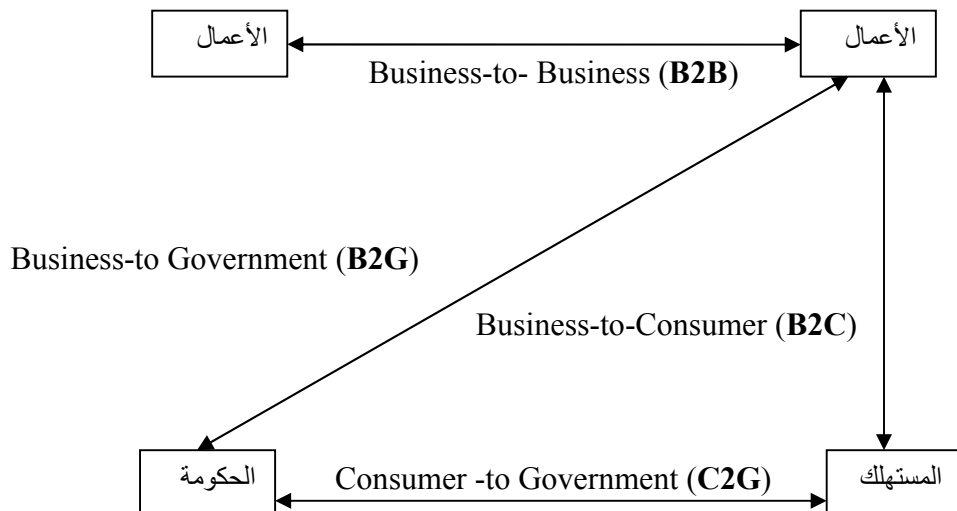 الأعمال
الأعمال
Business-to- Business (B2B)
Business-to Government (B2G)
Business-to-Consumer (B2C)
الحكومة
Consumer -to Government (C2G)
المستهلك